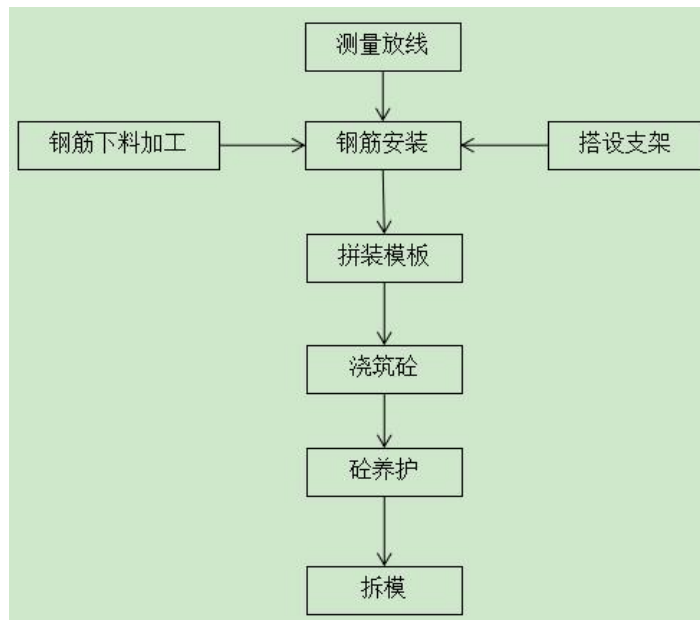 测量放线
钢筋下料加工
钢筋安装
搭设支架
拼装模板
浇筑砼
砼养护
拆模